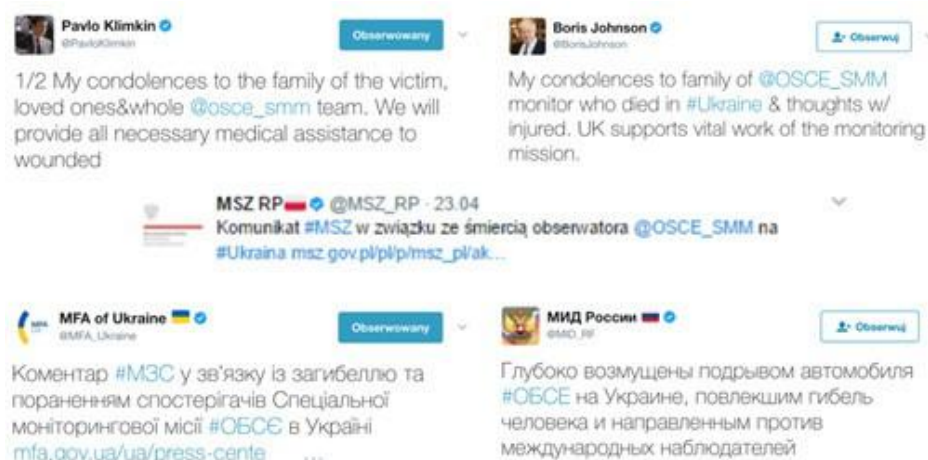 Pavlo Klimkin
@PavloKlimkin
Obserwowany
1/2 My condolences to the family of the victim,
loved ones&whole @osce_smm team. We will
provide all necessary medical assistance to
wounded
Boris Johnson
@BorisJohnson
Obserwuj
My condolences to family of @OSCE_SMM
monitor who died in #Ukraine & thoughts w/
injured. UK supports vital work of the monitoring
mission.
MSZ RP @MSZ_RP · 23.04
Komunikat #MSZ w związku ze śmiercią obserwatora @OSCE_SMM na
#Ukraina msz.gov.pl/pl/p/msz_pl/ak...
MFA of Ukraine
@MFA_Ukraine
Obserwowany
Коментар #МЗС у зв'язку із загибеллю та
пораненням спостерігачів Спеціальної
моніторингової місії #ОБСЄ в Україні
mfa.gov.ua/ua/press-cente ...
МИД России
@MID_RF
Obserwuj
Глубоко возмущены подрывом автомобиля
#ОБСЕ на Украине, повлекшим гибель
человека и направленным против
международных наблюдателей